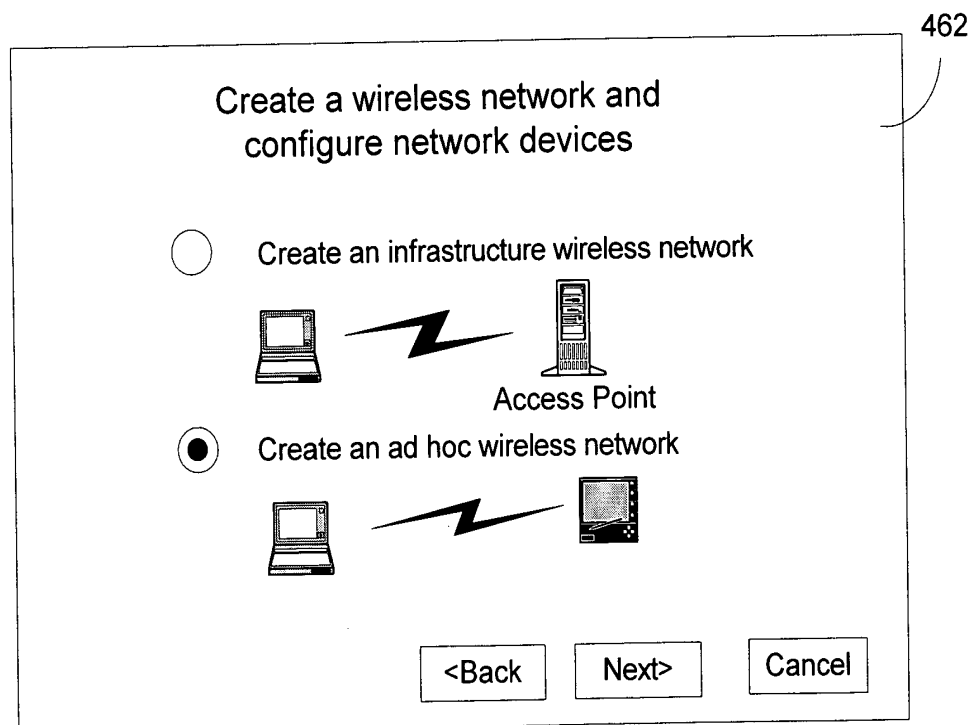 462
Create a wireless network and
configure network devices
Create an infrastructure wireless network
Access Point
Create an ad hoc wireless network
<Back
Next>
Cancel